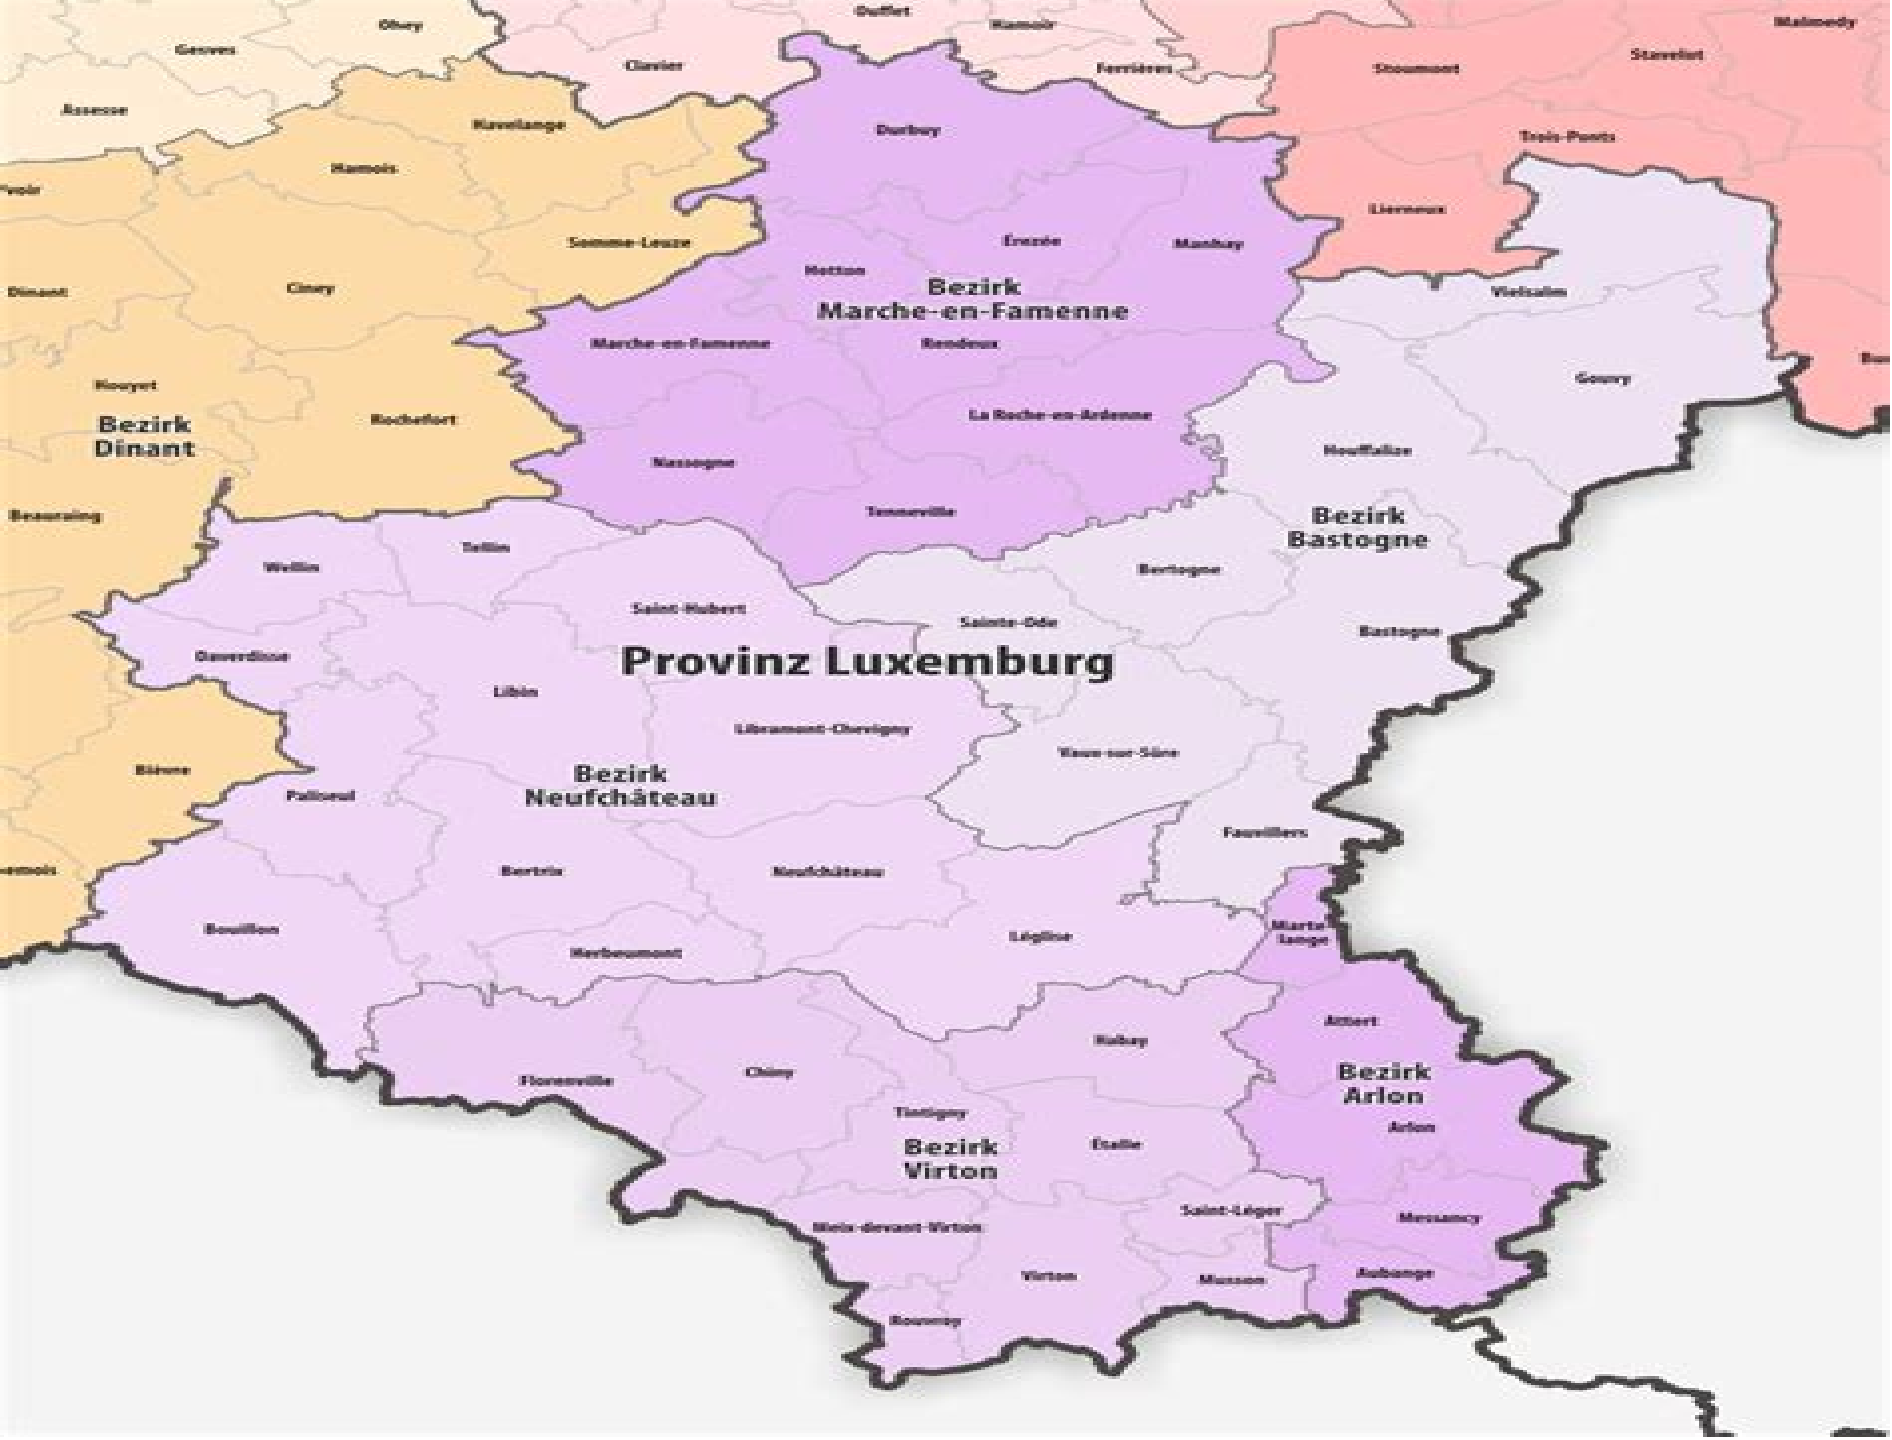 Ohey
Ouffet
Hamoir
Malmedy
Gesves
Clavier
Ferrières
Stoumont
Stavelot
Assesse
Havelange
Durbuy
Trois-Ponts
Hamois
Lierneux
Somme-Leuze
Érezée
Manhay
Hotton
Dinant
Ciney
Bezirk
Marche-en-Famenne
Vielsalm
Marche-en-Famenne
Rendeux
Houyet
Gouvy
Rochefort
La Roche-en-Ardenne
Bezirk
Dinant
Houffalize
Nassogne
Beauraing
Tenneville
Bezirk
Bastogne
Tellin
Wellin
Bertogne
Saint-Hubert
Sainte-Ode
Bastogne
Daverdisse
Provinz Luxemburg
Libin
Libramont-Chevigny
Vaux-sur-Sûre
Bièvre
Bezirk
Neufchâteau
Paliseul
Fauvillers
Bertrix
Neufchâteau
Bouillon
Léglise
Marte-
lange
Herbeumont
Attert
Habay
Chiny
Florenville
Bezirk
Arlon
Tintigny
Arlon
Étalle
Bezirk
Virton
Saint-Léger
Messancy
Meix-devant-Virton
Virton
Musson
Aubange
Rouvroy